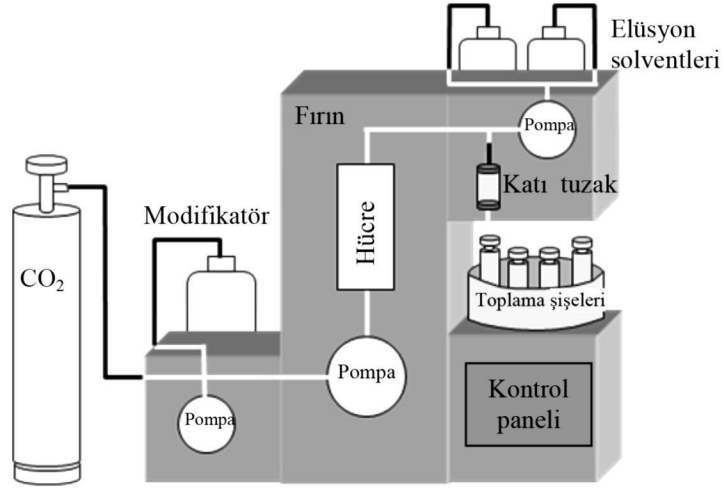 Elüsyon
solventleri
Fırın
Pompa
Katı tuzak
Modifikatör
Hücre
CO₂
Toplama şişeleri
Pompa
Kontrol
paneli
Pompa